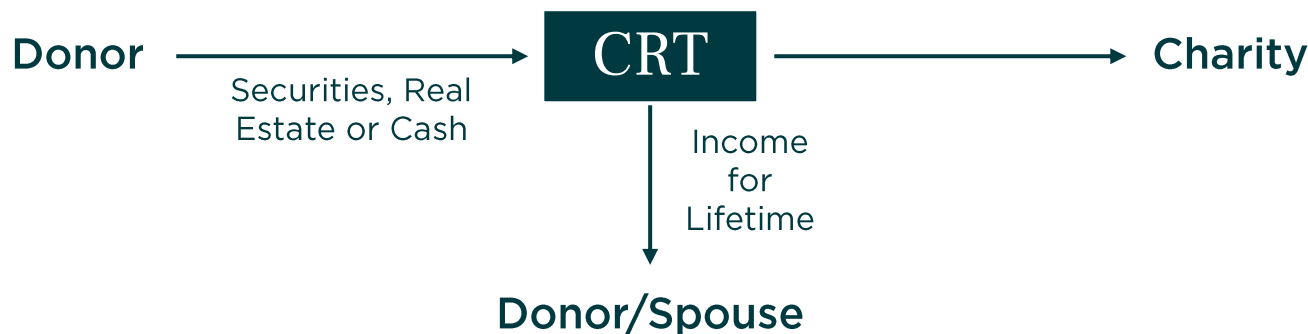 Donor
CRT
Charity
Securities, Real
Estate or Cash
Income
for
Lifetime
Donor/Spouse